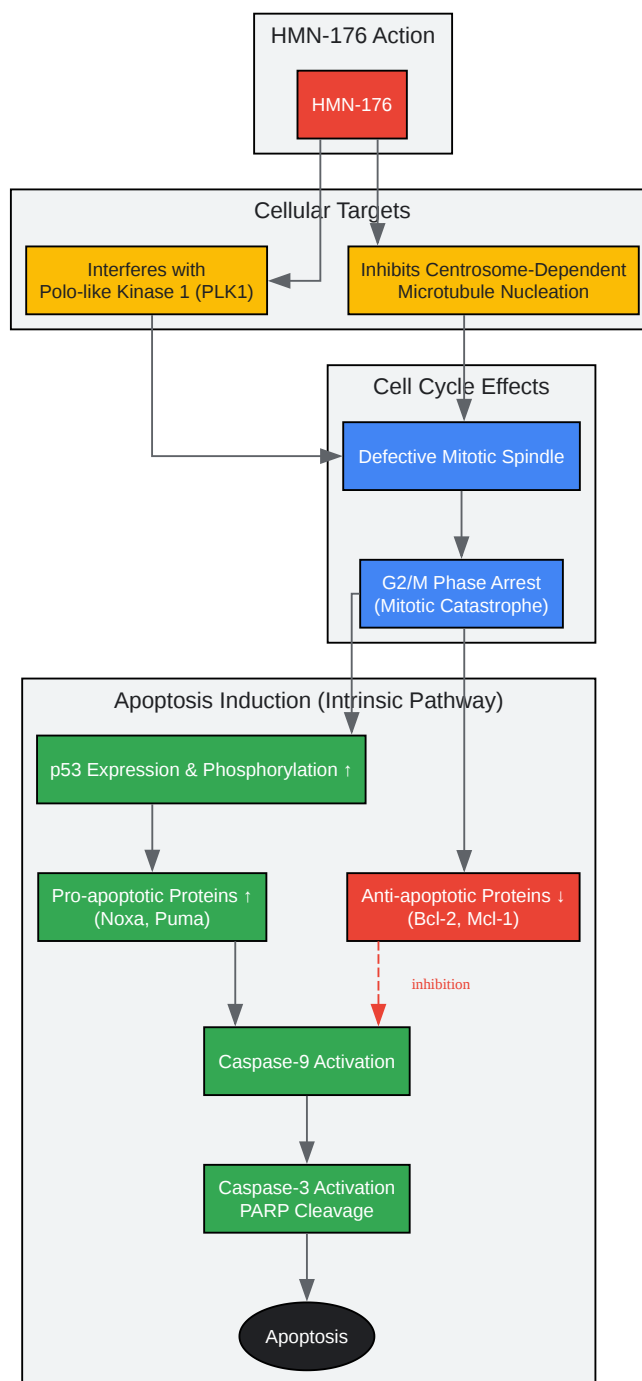 HMN-176 Action
HMN-176
Cellular Targets
Interferes with
Polo-like Kinase 1 (PLK1)
Inhibits Centrosome-Dependent
Microtubule Nucleation
Cell Cycle Effects
Defective Mitotic Spindle
G2/M Phase Arrest
(Mitotic Catastrophe)
Apoptosis Induction (Intrinsic Pathway)
p53 Expression & Phosphorylation ↑
Pro-apoptotic Proteins ↑
(Noxa, Puma)
Anti-apoptotic Proteins ↓
(Bcl-2, Mcl-1)
inhibition
Caspase-9 Activation
Caspase-3 Activation
PARP Cleavage
Apoptosis